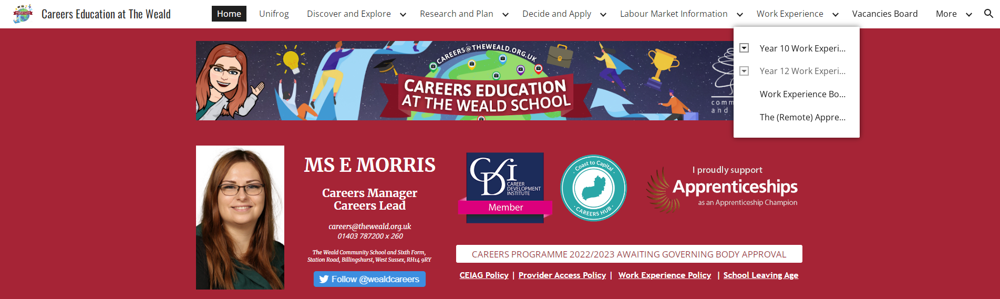 Careers Education at The Weald
Home Unifrog Discover and Explore Research and Plan Decide and Apply Labour Market Information Work Experience Vacancies Board More
Year 10 Work Experi...
Year 12 Work Experi...
Work Experience Bo...
The (Remote) Appre...
CAREERS@THEWEALD.ORG.UK
CAREERS EDUCATION
AT THE WEALD SCHOOL
MS E MORRIS
Careers Manager
Careers Lead
careers@theweald.org.uk
01403 787200 x 260
The Weald Community School and Sixth Form,
Station Road, Billingshurst, West Sussex, RH14 9RY
Follow @wealdcareers
CDI
CAREER
DEVELOPMENT
INSTITUTE
Member
Coast to Capital
CAREERS HUB
I proudly support
Apprenticeships
as an Apprenticeship Champion
CAREERS PROGRAMME 2022/2023 AWAITING GOVERNING BODY APPROVAL
CEIAG Policy | Provider Access Policy | Work Experience Policy | School Leaving Age